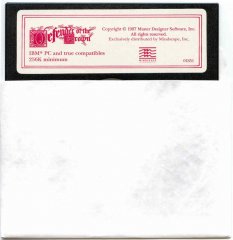 Defender of the Crown
IBM® PC and true compatibles
256K minimum
Copyright © 1987 Master Designer Software, Inc.
All rights reserved.
Exclusively distributed by Mindscape, Inc.